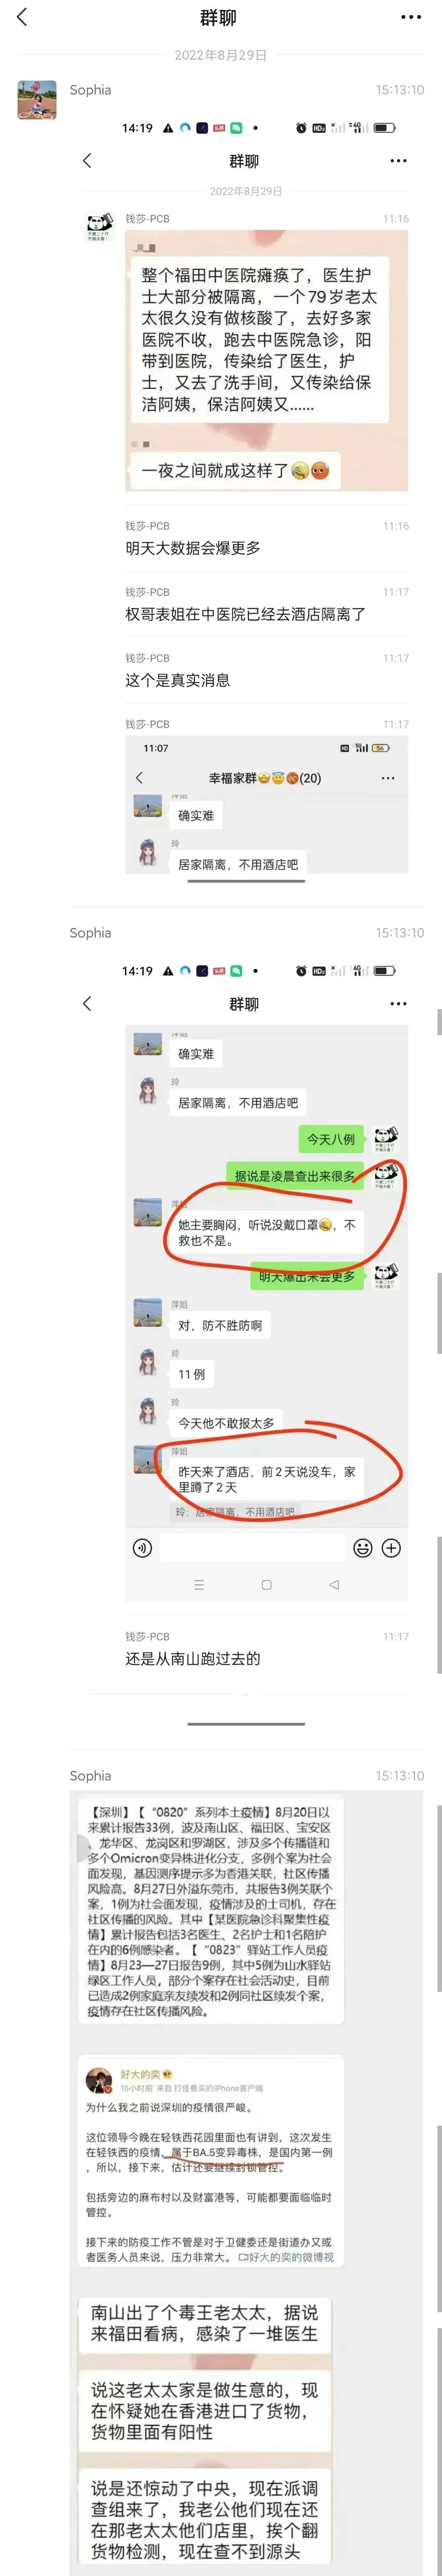 群聊
2022年8月29日
Sophia
15:13:10
14:19
HD
4G
群聊
2022年8月29日
钱莎-PCB
11:16
整个福田中医院瘫痪了，医生护
士大部分被隔离，一个79岁老太
太很久没有做核酸了，去好多家
医院不收，跑去中医院急诊，阳
带到医院，传染给了医生，护
士，又去了洗手间，又传染给保
洁阿姨，保洁阿姨又......
一夜之间就成这样了
钱莎-PCB
11:16
明天大数据会爆更多
钱莎-PCB
11:17
权哥表姐在中医院已经去酒店隔离了
钱莎-PCB
11:17
这个是真实消息
钱莎-PCB
11:17
11:07
HD
5G
56
幸福家群(20)
萍姐
确实难
玲
居家隔离，不用酒店吧
Sophia
15:13:10
14:19
HD
4G
群聊
萍姐
确实难
玲
居家隔离，不用酒店吧
今天八例
据说是凌晨查出来很多
萍姐
她主要胸闷，听说没戴口罩，不
救也不是。
明天爆出来会更多
萍姐
对，防不胜防啊
玲
11例
玲
今天他不敢报太多
萍姐
昨天来了酒店，前2天说没车，家
里蹲了2天
玲：居家隔离，不用酒店吧
钱莎-PCB
11:17
还是从南山跑过去的
Sophia
15:13:10
【深圳】【“0820”系列本土疫情】8月20日以
来累计报告33例，波及南山区、福田区、宝安区
、龙华区、龙岗区和罗湖区，涉及多个传播链和
多个Omicron变异株进化分支，多例个案为社会
面发现，基因测序提示多为香港关联，社区传播
风险高。8月27日外溢东莞市，共报告3例关联个
案，1例为社会面发现，疫情涉及的士司机，存在
社区传播的风险。其中【某医院急诊科聚集性疫
情】累计报告包括3名医生、2名护士和1名陪护
在内的6例感染者。【“0823”驿站工作人员疫
情】8月23—27日报告9例，其中5例为山水驿站
绿区工作人员，部分个案存在社会活动史，目前
已造成2例家庭亲友续发和2例同社区续发个案，
疫情存在社区传播风险。
好大的奕
15小时前 来自 打怪兽买的iPhone客户端
为什么我之前说深圳的疫情很严峻。
这位领导今晚在轻铁西花园里面也有讲到，这次发生
在轻铁西的疫情，属于BA.5变异毒株，是国内第一例
，所以，接下来，估计还要继续封锁管控。
包括旁边的麻布村以及财富港等，可能都要面临临时
管控。
接下来的防疫工作不管是对于卫健委还是街道办又或
者医务人员来说，压力非常大。好大的奕的微博视
南山出了个毒王老太太，据说
来福田看病，感染了一堆医生
说这老太太家是做生意的，现
在怀疑她在香港进口了货物，
货物里面有阳性
说是还惊动了中央，现在派调
查组来了，我老公他们现在还
在那老太太他们店里，挨个翻
货物检测，现在查不到源头